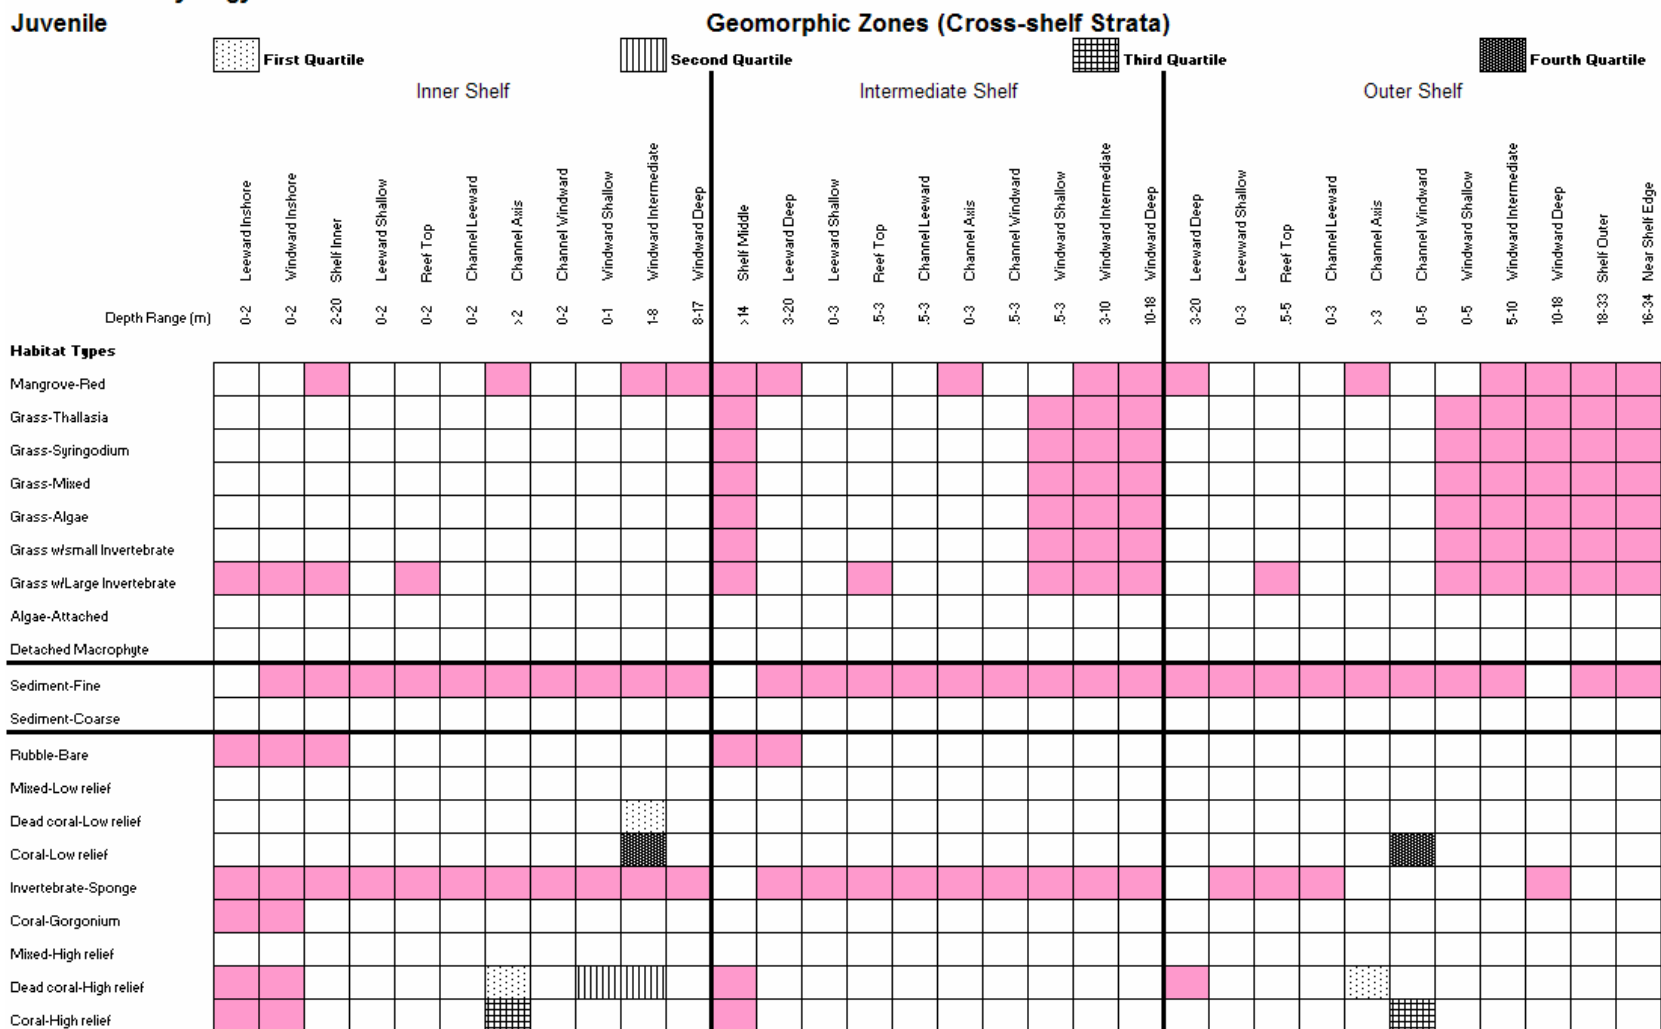 Juvenile
Geomorphic Zones (Cross-shelf Strata)
First Quartile
Second Quartile
Third Quartile
Fourth Quartile
Inner Shelf
Intermediate Shelf
Outer Shelf
Leeward Inshore
Windward Inshore
Shelf Inner
Leeward Shallow
Reef Top
Channel Leeward
Channel Axis
Channel Windward
Windward Shallow
Windward Intermediate
Windward Deep
Shelf Middle
Leeward Deep
Leeward Shallow
Reef Top
Channel Leeward
Channel Axis
Channel Windward
Windward Shallow
Windward Intermediate
Windward Deep
Leeward Deep
Leeward Shallow
Reef Top
Channel Leeward
Channel Axis
Channel Windward
Windward Shallow
Windward Intermediate
Windward Deep
Shelf Outer
Near Shelf Edge
Depth Range (m)
0-2
0-2
2-20
0-2
0-2
0-2
>2
0-2
0-1
1-8
8-17
>14
3-20
0-3
.5-3
.5-3
0-3
.5-3
.5-3
3-10
10-18
3-20
0-3
.5-5
0-3
>3
0-5
0-5
5-10
10-18
18-33
16-34
Habitat Types
Mangrove-Red
Grass-Thallasia
Grass-Syringodium
Grass-Mixed
Grass-Algae
Grass w/small Invertebrate
Grass w/Large Invertebrate
Algae-Attached
Detached Macrophyte
Sediment-Fine
Sediment-Coarse
Rubble-Bare
Mixed-Low relief
Dead coral-Low relief
Coral-Low relief
Invertebrate-Sponge
Coral-Gorgonium
Mixed-High relief
Dead coral-High relief
Coral-High relief